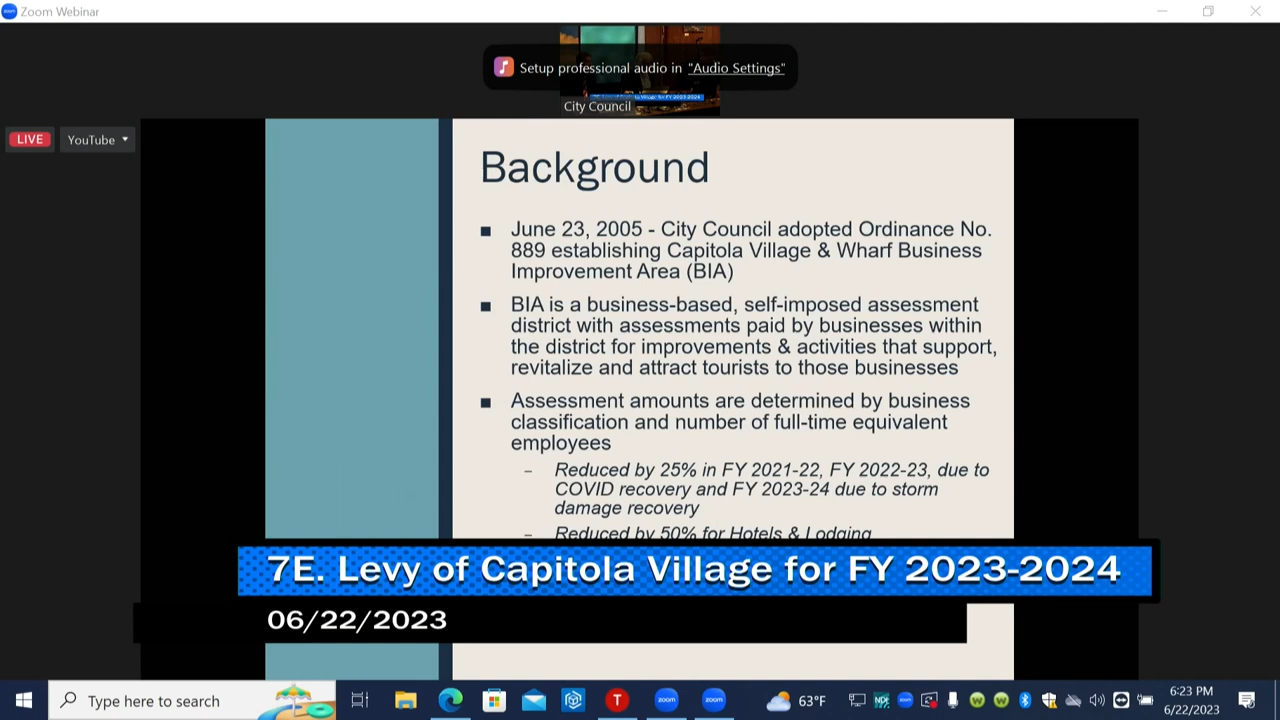 Zoom Webinar
Setup professional audio in "Audio Settings"
City Council
LIVE
YouTube
Background
June 23, 2005 - City Council adopted Ordinance No.
889 establishing Capitola Village & Wharf Business
Improvement Area (BIA)
BIA is a business-based, self-imposed assessment
district with assessments paid by businesses within
the district for improvements & activities that support,
revitalize and attract tourists to those businesses
Assessment amounts are determined by business
classification and number of full-time equivalent
employees
– Reduced by 25% in FY 2021-22, FY 2022-23, due to
COVID recovery and FY 2023-24 due to storm
damage recovery
– Reduced by 50% for Hotels & Lodging
7E. Levy of Capitola Village for FY 2023-2024
06/22/2023
Type here to search
T
zoom
zoom
63°F
NDI
6:23 PM
6/22/2023